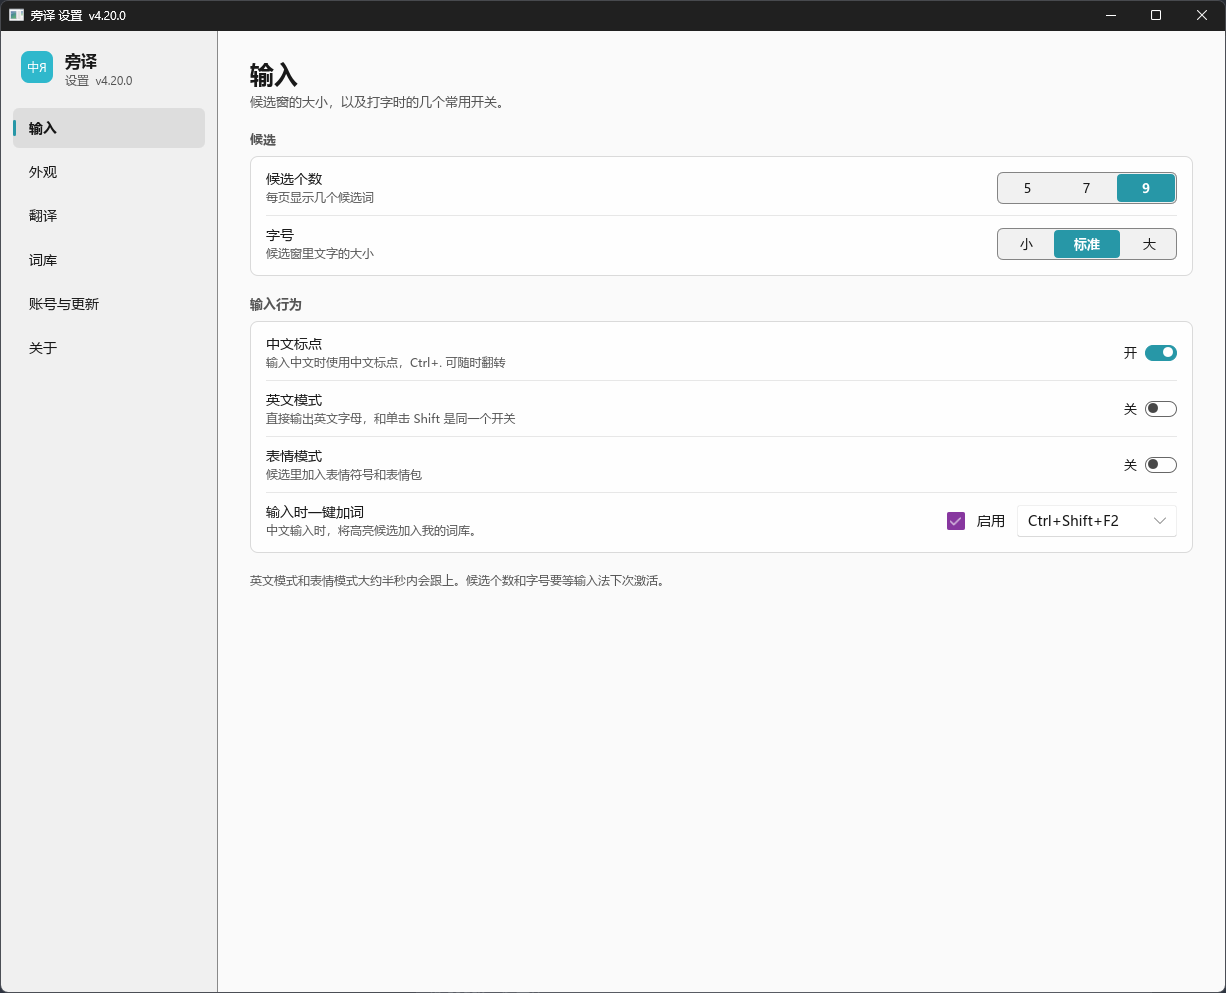 旁译 设置 v4.20.0
中Я
旁译
设置 v4.20.0
输入
外观
翻译
词库
账号与更新
关于
输入
候选窗的大小，以及打字时的几个常用开关。
候选
候选个数
每页显示几个候选词
5 7 9
字号
候选窗里文字的大小
小 标准 大
输入行为
中文标点
输入中文时使用中文标点，Ctrl+. 可随时翻转
开
英文模式
直接输出英文字母，和单击 Shift 是同一个开关
关
表情模式
候选里加入表情符号和表情包
关
输入时一键加词
中文输入时，将高亮候选加入我的词库。
启用 Ctrl+Shift+F2
英文模式和表情模式大约半秒内会跟上。候选个数和字号要等输入法下次激活。